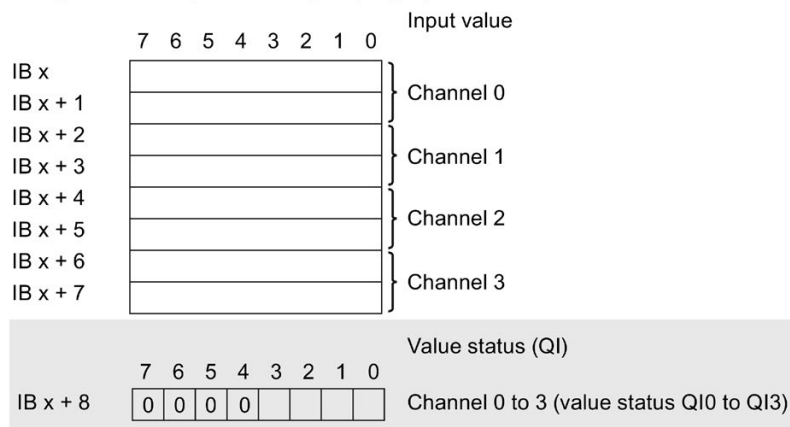 Input value
7 6 5 4 3 2 1 0
IB x
IB x + 1
Channel 0
IB x + 2
IB x + 3
Channel 1
IB x + 4
IB x + 5
Channel 2
IB x + 6
IB x + 7
Channel 3
Value status (QI)
7 6 5 4 3 2 1 0
IB x + 8 0 0 0 0 Channel 0 to 3 (value status QI0 to QI3)